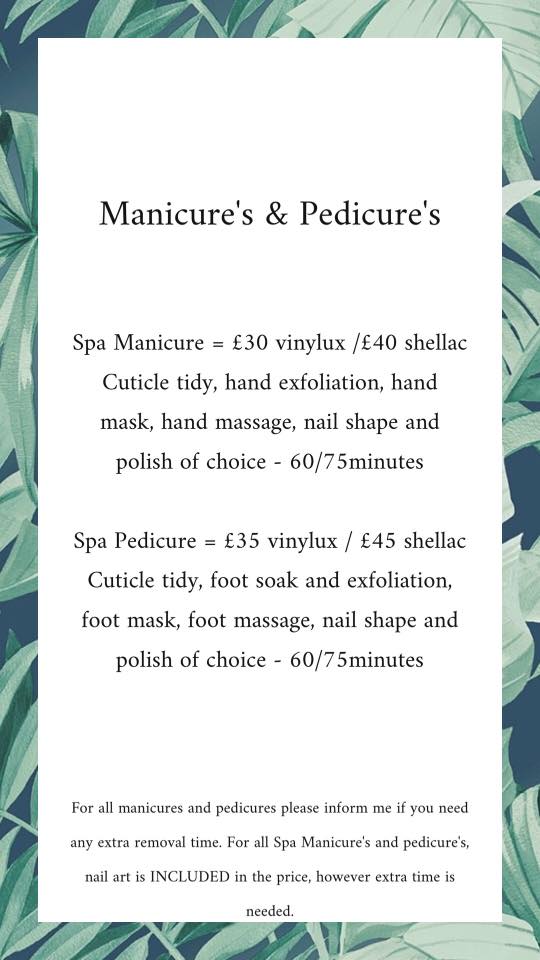 Manicure's & Pedicure's
Spa Manicure = £30 vinylux /£40 shellac
Cuticle tidy, hand exfoliation, hand
mask, hand massage, nail shape and
polish of choice - 60/75minutes
Spa Pedicure = £35 vinylux / £45 shellac
Cuticle tidy, foot soak and exfoliation,
foot mask, foot massage, nail shape and
polish of choice - 60/75minutes
For all manicures and pedicures please inform me if you need
any extra removal time. For all Spa Manicure's and pedicure's,
nail art is INCLUDED in the price, however extra time is
needed.